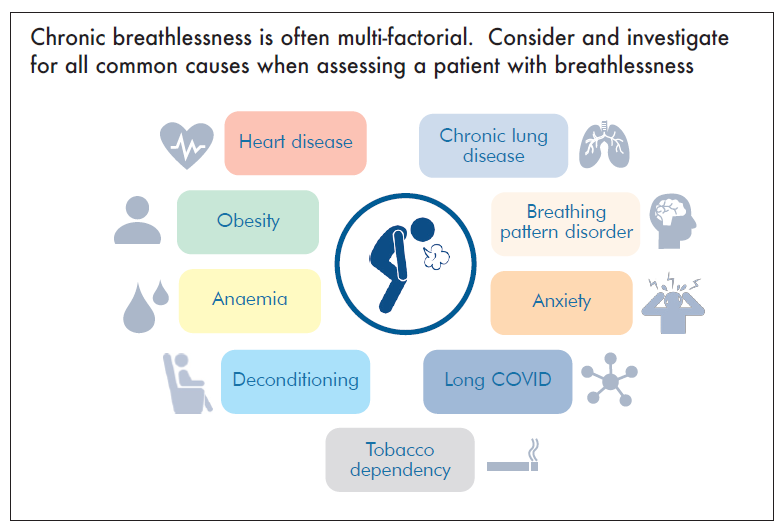 Chronic breathlessness is often multi-factorial.  Consider and investigate
for all common causes when assessing a patient with breathlessness
Heart disease
Chronic lung
disease
Obesity
Breathing
pattern disorder
Anaemia
Anxiety
Deconditioning
Long COVID
Tobacco
dependency